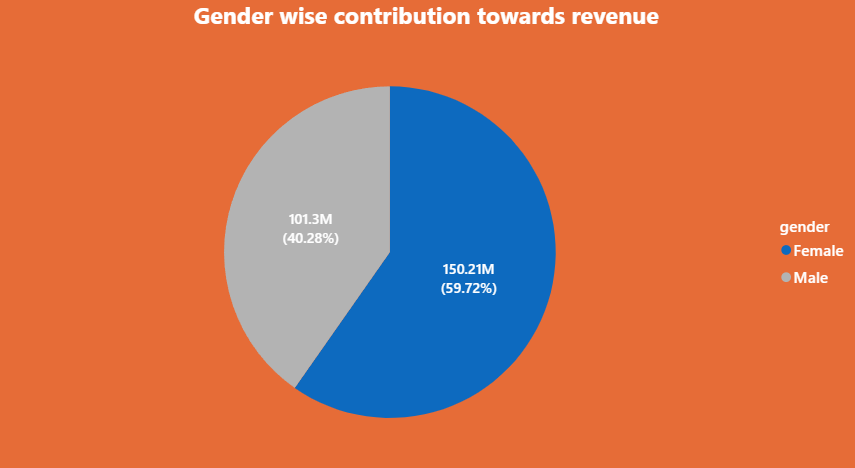 Gender wise contribution towards revenue
101.3M
(40.28%)
150.21M
(59.72%)
gender
Female
Male